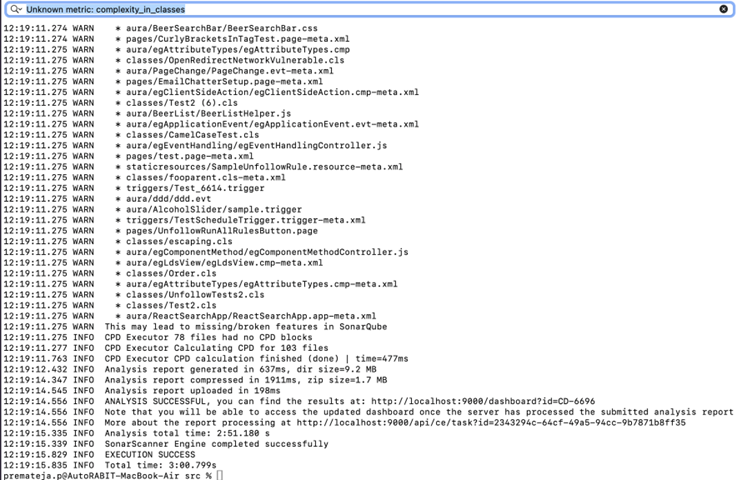 Unknown metric: complexity_in_classes
12:19:11.274 WARN    * aura/BeerSearchBar/BeerSearchBar.css
12:19:11.274 WARN    * pages/CurlyBracketsInTagTest.page-meta.xml
12:19:11.275 WARN    * aura/egAttributeTypes/egAttributeTypes.cmp
12:19:11.275 WARN    * classes/OpenRedirectNetworkVulnerable.cls
12:19:11.275 WARN    * aura/PageChange/PageChange.evt-meta.xml
12:19:11.275 WARN    * pages/EmailChatterSetup.page-meta.xml
12:19:11.275 WARN    * aura/egClientSideAction/egClientSideAction.cmp-meta.xml
12:19:11.275 WARN    * classes/Test2 (6).cls
12:19:11.275 WARN    * aura/BeerList/BeerListHelper.js
12:19:11.275 WARN    * aura/egApplicationEvent/egApplicationEvent.evt-meta.xml
12:19:11.275 WARN    * classes/CamelCaseTest.cls
12:19:11.275 WARN    * aura/egEventHandling/egEventHandlingController.js
12:19:11.275 WARN    * pages/test.page-meta.xml
12:19:11.275 WARN    * staticresources/SampleUnfollowRule.resource-meta.xml
12:19:11.275 WARN    * classes/fooparent.cls-meta.xml
12:19:11.275 WARN    * triggers/Test_6614.trigger
12:19:11.275 WARN    * aura/ddd/ddd.evt
12:19:11.275 WARN    * aura/AlcoholSlider/sample.trigger
12:19:11.275 WARN    * triggers/TestScheduleTrigger.trigger-meta.xml
12:19:11.275 WARN    * pages/UnfollowRunAllRulesButton.page
12:19:11.275 WARN    * classes/escaping.cls
12:19:11.275 WARN    * aura/egComponentMethod/egComponentMethodController.js
12:19:11.275 WARN    * aura/egLdsView/egLdsView.cmp-meta.xml
12:19:11.275 WARN    * classes/Order.cls
12:19:11.275 WARN    * aura/egAttributeTypes/egAttributeTypes.cmp-meta.xml
12:19:11.275 WARN    * classes/UnfollowTests2.cls
12:19:11.275 WARN    * classes/Test2.cls
12:19:11.275 WARN    * aura/ReactSearchApp/ReactSearchApp.app-meta.xml
12:19:11.275 WARN  This may lead to missing/broken features in SonarQube
12:19:11.275 INFO  CPD Executor 78 files had no CPD blocks
12:19:11.277 INFO  CPD Executor Calculating CPD for 103 files
12:19:11.763 INFO  CPD Executor CPD calculation finished (done) | time=477ms
12:19:12.432 INFO  Analysis report generated in 637ms, dir size=9.2 MB
12:19:14.347 INFO  Analysis report compressed in 1911ms, zip size=1.7 MB
12:19:14.545 INFO  Analysis report uploaded in 198ms
12:19:14.556 INFO  ANALYSIS SUCCESSFUL, you can find the results at: http://localhost:9000/dashboard?id=CD-6696
12:19:14.556 INFO  Note that you will be able to access the updated dashboard once the server has processed the submitted analysis report
12:19:14.556 INFO  More about the report processing at http://localhost:9000/api/ce/task?id=2343294c-64cf-49a5-94cc-9b7871b8ff35
12:19:15.335 INFO  Analysis total time: 2:51.180 s
12:19:15.339 INFO  SonarScanner Engine completed successfully
12:19:15.829 INFO  EXECUTION SUCCESS
12:19:15.835 INFO  Total time: 3:00.799s
premateja.p@AutoRABIT-MacBook-Air src %